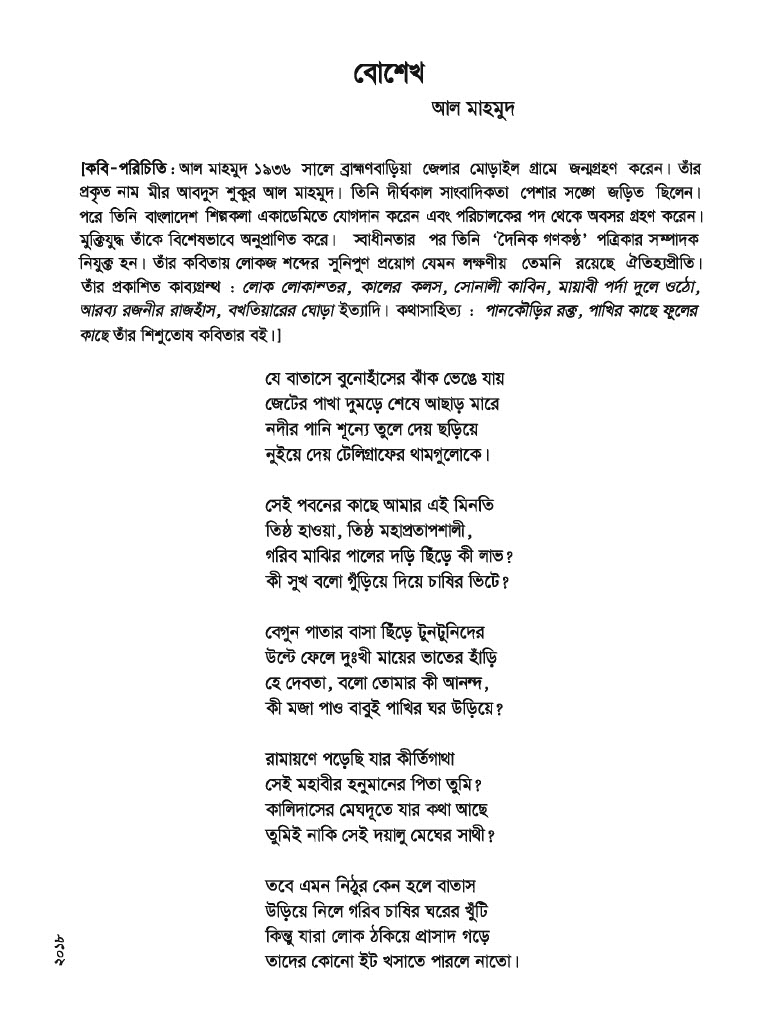 বোশেখ
আল মাহমুদ
[কবি-পরিচিতি : আল মাহমুদ ১৯৩৬ সালে ব্রাহ্মণবাড়িয়া জেলার মোড়াইল গ্রামে জন্মগ্রহণ করেন। তাঁর
প্রকৃত নাম মীর আবদুস শুকুর আল মাহমুদ। তিনি দীর্ঘকাল সাংবাদিকতা পেশার সঙ্গে জড়িত ছিলেন।
পরে তিনি বাংলাদেশ শিল্পকলা একাডেমিতে যোগদান করেন এবং পরিচালকের পদ থেকে অবসর গ্রহণ করেন।
মুক্তিযুদ্ধ তাঁকে বিশেষভাবে অনুপ্রাণিত করে। স্বাধীনতার পর তিনি ‘দৈনিক গণকণ্ঠ’ পত্রিকার সম্পাদক
নিযুক্ত হন। তাঁর কবিতায় লোকজ শব্দের সুনিপুণ প্রয়োগ যেমন লক্ষণীয় তেমনি রয়েছে ঐতিহ্যপ্রীতি।
তাঁর প্রকাশিত কাব্যগ্রন্থ : লোক লোকান্তর, কালের কলস, সোনালী কাবিন, মায়াবী পর্দা দুলে ওঠো,
আরব্য রজনীর রাজহাঁস, বখতিয়ারের ঘোড়া ইত্যাদি। কথাসাহিত্য : পানকৌড়ির রক্ত, পাখির কাছে ফুলের
কাছে তাঁর শিশুতোষ কবিতার বই।]
যে বাতাসে বুনোহাঁসের ঝাঁক ভেঙে যায়
জেটের পাখা দুমড়ে শেষে আছাড় মারে
নদীর পানি শূন্যে তুলে দেয় ছড়িয়ে
নুইয়ে দেয় টেলিগ্রাফের থামগুলোকে।
সেই পবনের কাছে আমার এই মিনতি
তিষ্ঠ হাওয়া, তিষ্ঠ মহাপ্রতাপশালী,
গরিব মাঝির পালের দড়ি ছিঁড়ে কী লাভ?
কী সুখ বলো গুঁড়িয়ে দিয়ে চাষির ভিটে?
বেগুন পাতার বাসা ছিঁড়ে টুনটুনিদের
উল্টে ফেলে দুঃখী মায়ের ভাতের হাঁড়ি
হে দেবতা, বলো তোমার কী আনন্দ,
কী মজা পাও বাবুই পাখির ঘর উড়িয়ে?
রামায়ণে পড়েছি যার কীর্তিগাথা
সেই মহাবীর হনুমানের পিতা তুমি?
কালিদাসের মেঘদূতে যার কথা আছে
তুমিই নাকি সেই দয়ালু মেঘের সাথী?
তবে এমন নিঠুর কেন হলে বাতাস
উড়িয়ে নিলে গরিব চাষির ঘরের খুঁটি
কিন্তু যারা লোক ঠকিয়ে প্রাসাদ গড়ে
তাদের কোনো ইট খসাতে পারলে নাতো।
২০১৮